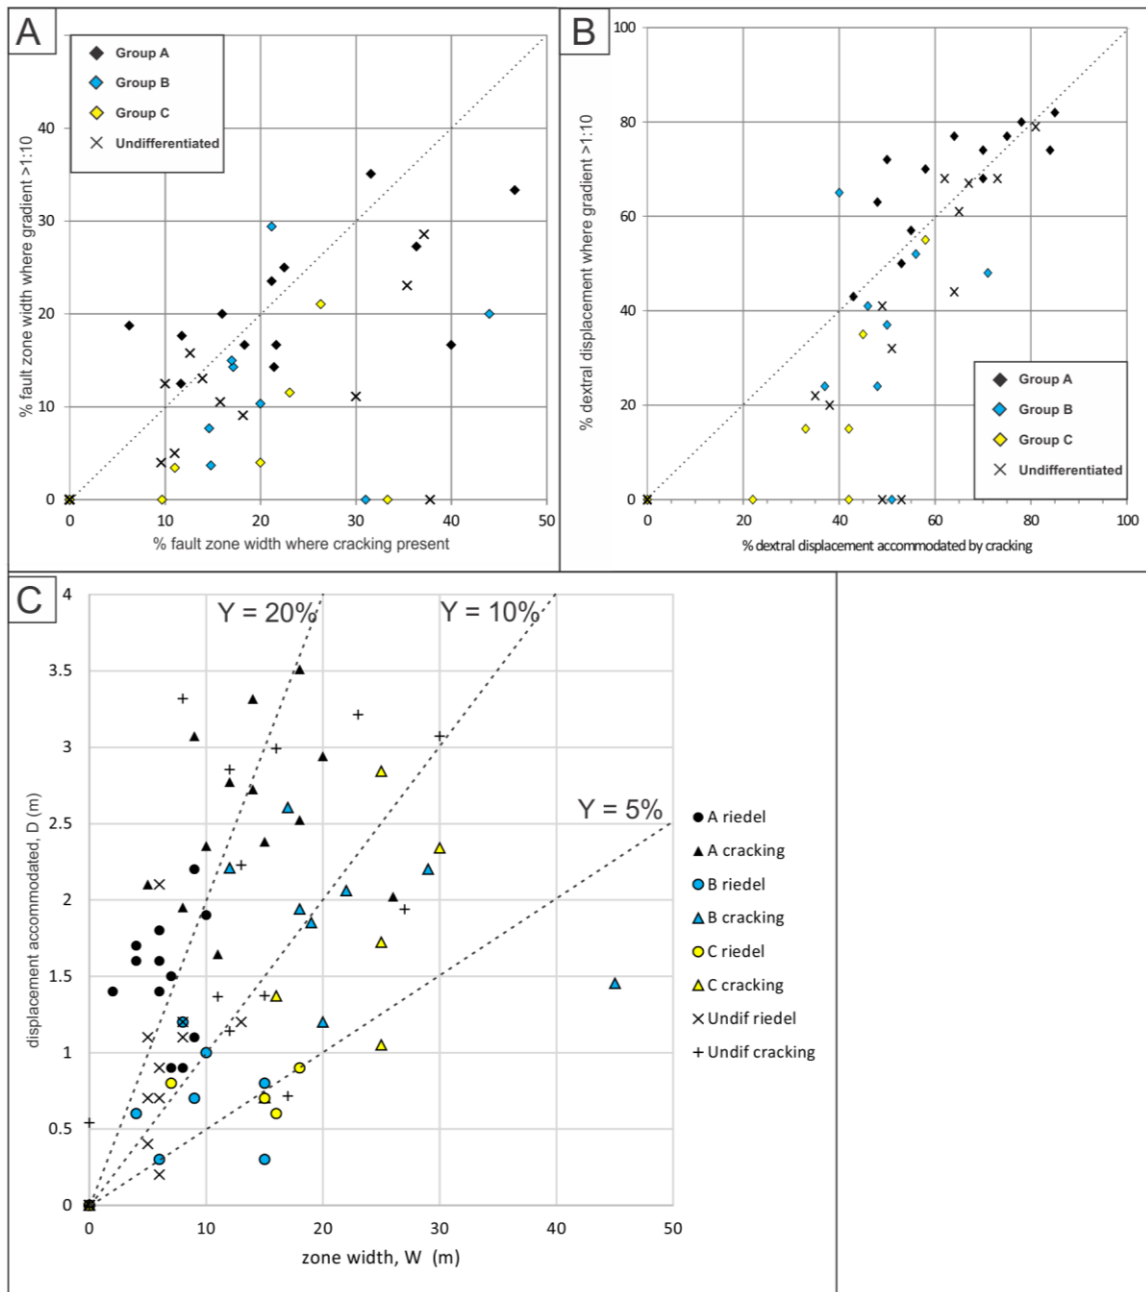 A
Group A
Group B
Group C
Undifferentiated
% fault zone width where gradient >1:10
40
30
20
10
0
0
10
20
30
40
50
% fault zone width where cracking present
B
100
80
60
40
20
0
% dextral displacement where gradient >1:10
Group A
Group B
Group C
Undifferentiated
0
20
40
60
80
100
% dextral displacement accommodated by cracking
C
Y = 20%
Y = 10%
Y = 5%
4
3.5
3
2.5
2
1.5
1
0.5
0
displacement accommodated, D (m)
0
10
20
30
40
50
zone width, W (m)
A riedel
A cracking
B riedel
B cracking
C riedel
C cracking
Undif riedel
Undif cracking